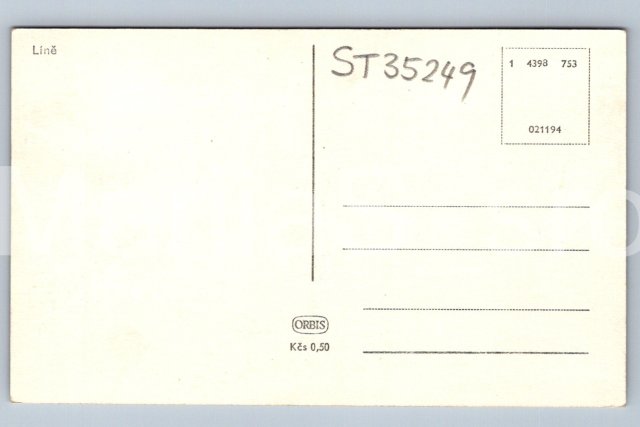 Líně
ST35249
1 4398 753
021194
ORBIS
Kčs 0,50